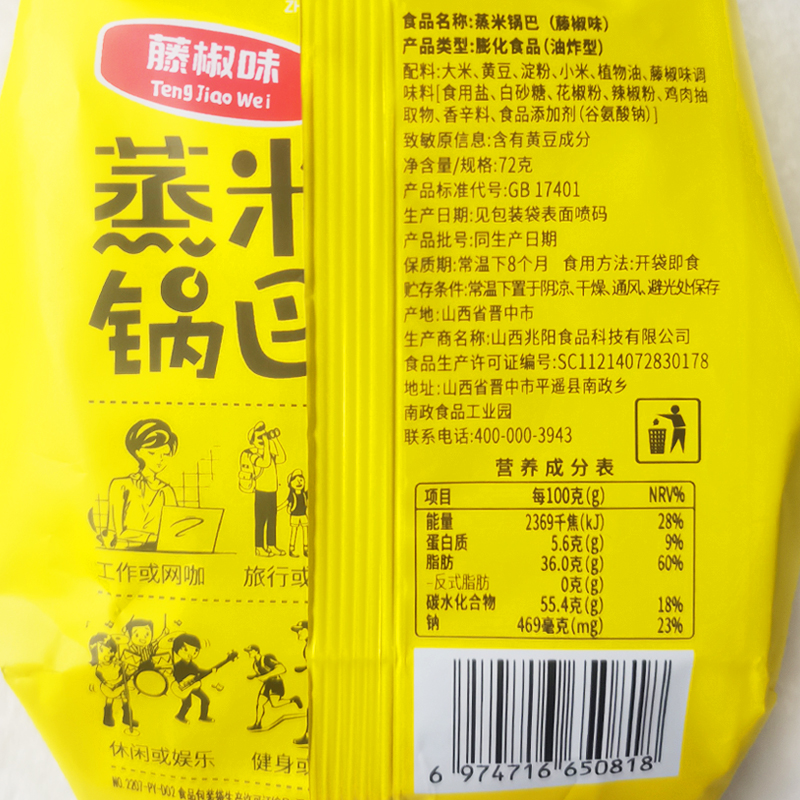 藤椒味
Teng Jiao Wei
蒸米
锅巴
工作或网咖
旅行或
休闲或娱乐
健身或
NO.2207-PY-002
食品名称:蒸米锅巴（藤椒味）
产品类型:膨化食品(油炸型)
配料:大米、黄豆、淀粉、小米、植物油、藤椒味调
味料[食用盐、白砂糖、花椒粉、辣椒粉、鸡肉抽
取物、香辛料、食品添加剂(谷氨酸钠)]
致敏原信息:含有黄豆成分
净含量/规格:72克
产品标准代号:GB 17401
生产日期:见包装袋表面喷码
产品批号:同生产日期
保质期:常温下8个月 食用方法:开袋即食
贮存条件:常温下置于阴凉、干燥、通风、避光处保存
产地:山西省晋中市
生产商名称:山西兆阳食品科技有限公司
食品生产许可证编号:SC11214072830178
地址:山西省晋中市平遥县南政乡
南政食品工业园
联系电话:400-000-3943
营养成分表
项目 每100克(g) NRV%
能量 2369千焦(kJ) 28%
蛋白质 5.6克(g) 9%
脂肪 36.0克(g) 60%
-反式脂肪 0克(g)
碳水化合物 55.4克(g) 18%
钠 469毫克(mg) 23%
6 974716 650818